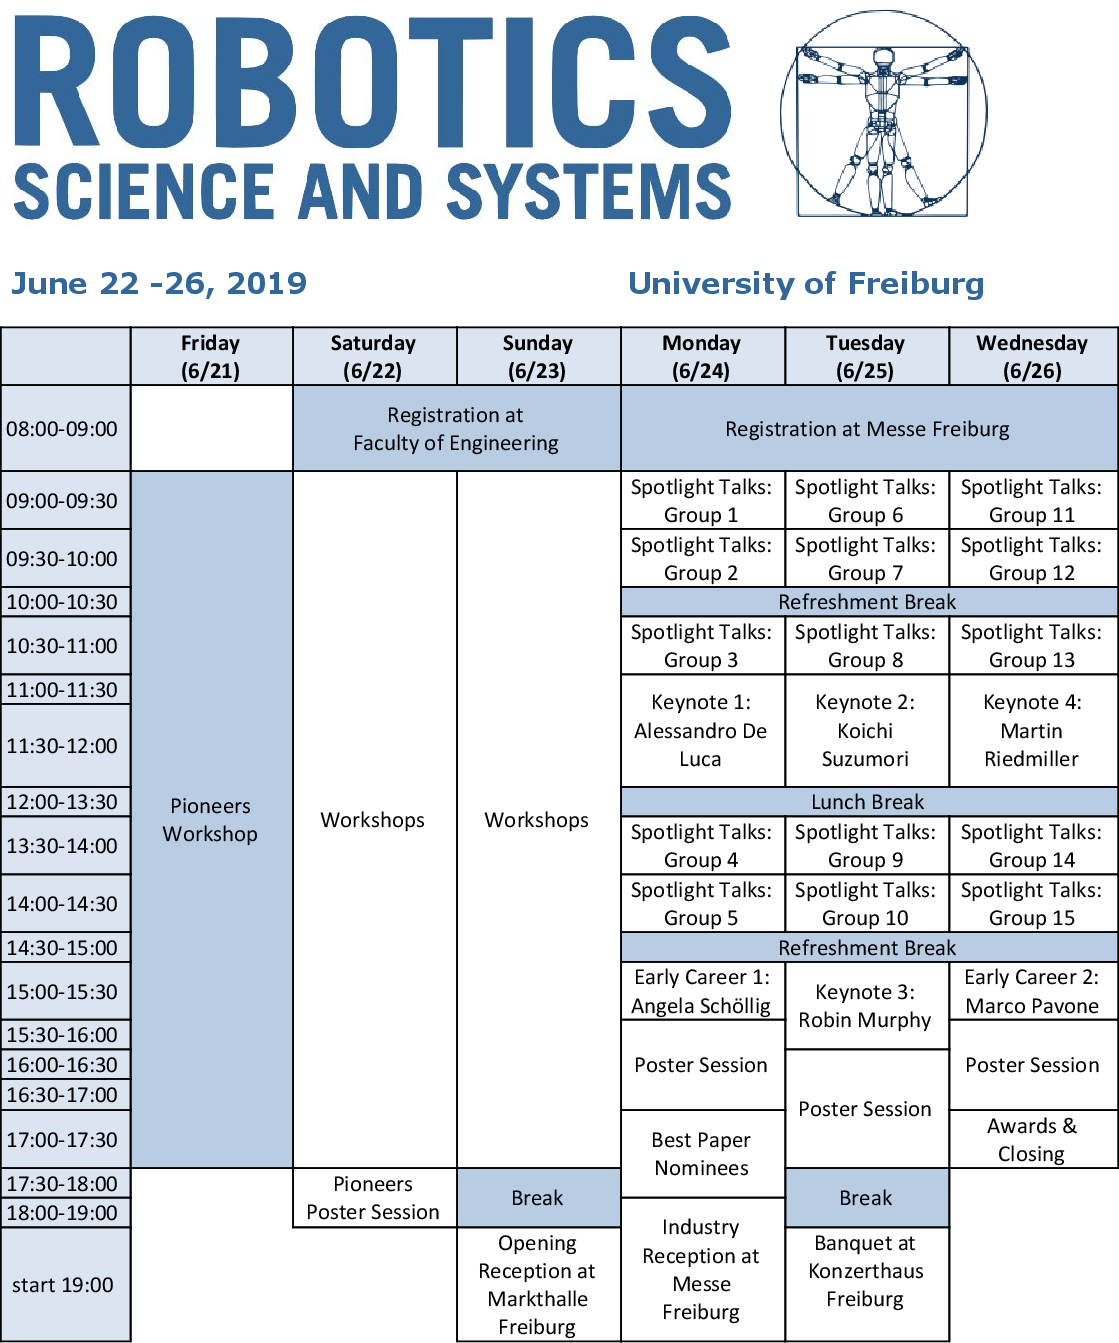 ROBOTICS
SCIENCE AND SYSTEMS
June 22 -26, 2019 University of Freiburg
Friday (6/21)
Saturday (6/22)
Sunday (6/23)
Monday (6/24)
Tuesday (6/25)
Wednesday (6/26)
08:00-09:00
Registration at
Faculty of Engineering
Registration at Messe Freiburg
09:00-09:30
Spotlight Talks:
Group 1
Spotlight Talks:
Group 6
Spotlight Talks:
Group 11
09:30-10:00
Spotlight Talks:
Group 2
Spotlight Talks:
Group 7
Spotlight Talks:
Group 12
10:00-10:30
Refreshment Break
10:30-11:00
Spotlight Talks:
Group 3
Spotlight Talks:
Group 8
Spotlight Talks:
Group 13
11:00-11:30
11:30-12:00
Keynote 1:
Alessandro De
Luca
Keynote 2:
Koichi
Suzumori
Keynote 4:
Martin
Riedmiller
12:00-13:30
Lunch Break
Pioneers
Workshop
Workshops
Workshops
13:30-14:00
Spotlight Talks:
Group 4
Spotlight Talks:
Group 9
Spotlight Talks:
Group 14
14:00-14:30
Spotlight Talks:
Group 5
Spotlight Talks:
Group 10
Spotlight Talks:
Group 15
14:30-15:00
Refreshment Break
15:00-15:30
Early Career 1:
Angela Schöllig
Keynote 3:
Robin Murphy
Early Career 2:
Marco Pavone
15:30-16:00
16:00-16:30
16:30-17:00
Poster Session
Poster Session
Poster Session
17:00-17:30
Best Paper
Nominees
Awards &
Closing
17:30-18:00
18:00-19:00
Pioneers
Poster Session
Break
Break
start 19:00
Opening
Reception at
Markthalle
Freiburg
Industry
Reception at
Messe
Freiburg
Banquet at
Konzerthaus
Freiburg